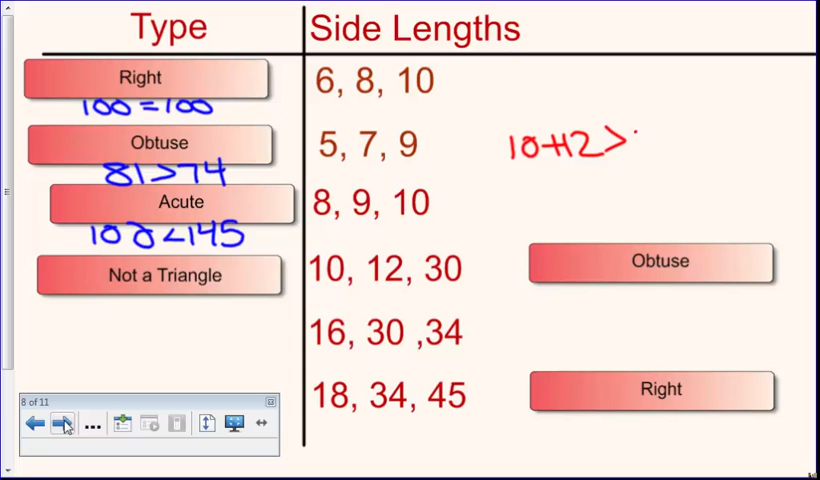 Type Side Lengths
Right 6, 8, 10
100 = 100
Obtuse 5, 7, 9 10+12>
81>74
Acute 8, 9, 10
100<145
Not a Triangle 10, 12, 30 Obtuse
16, 30 ,34
18, 34, 45 Right
8 of 11